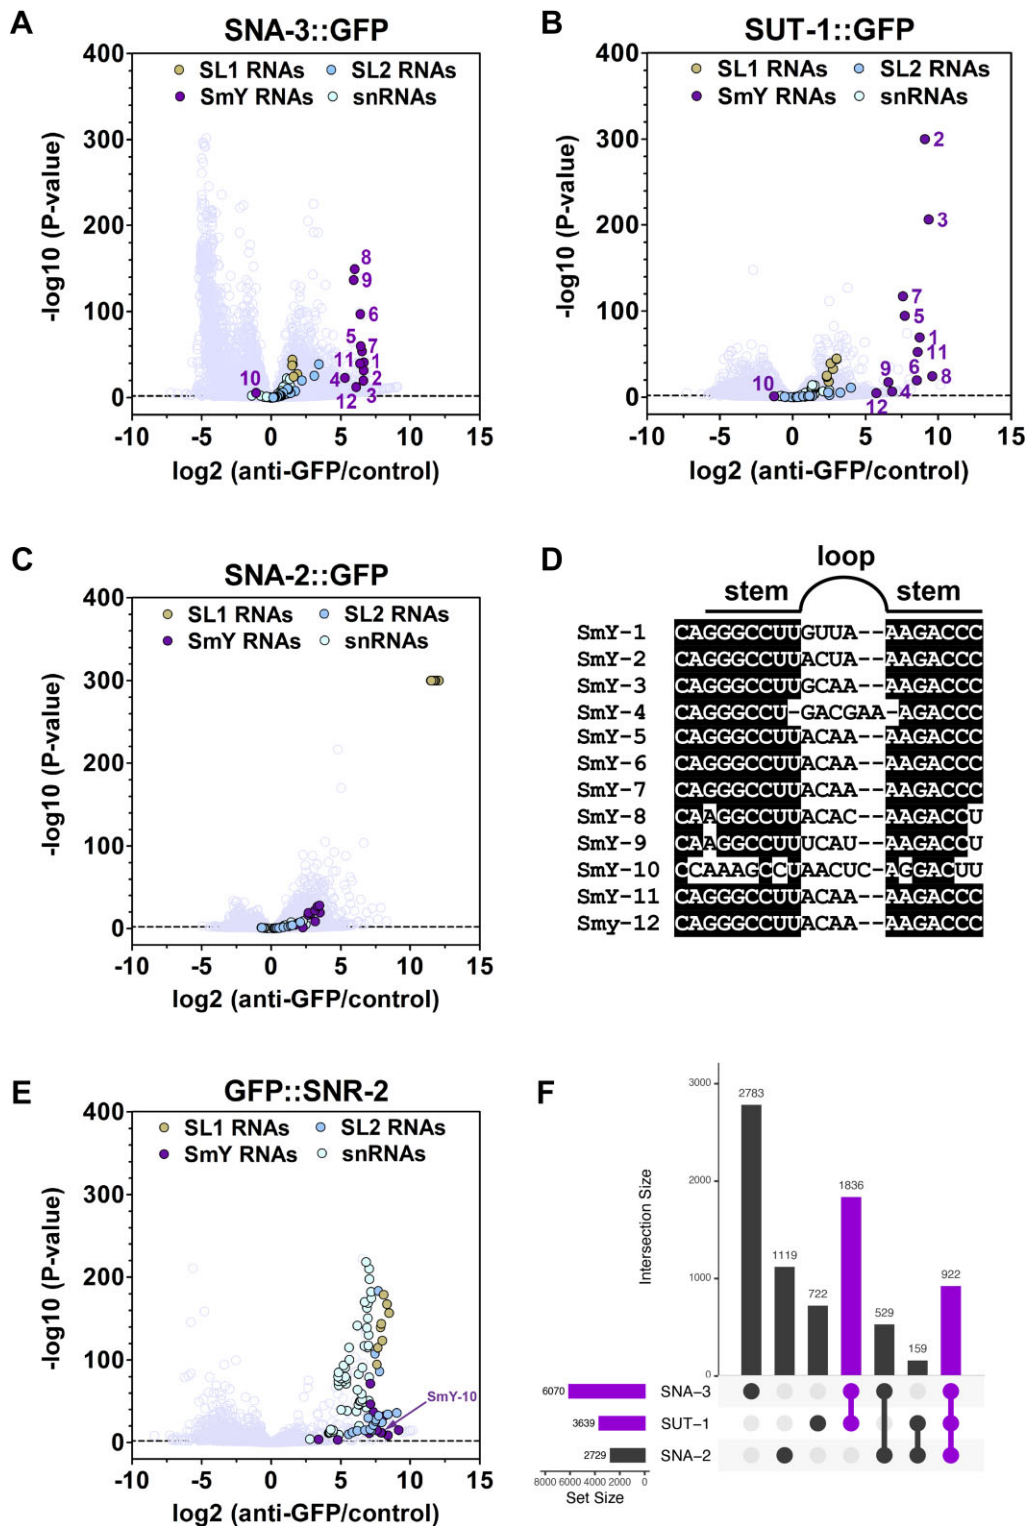 A
SNA-3::GFP
400
300
200
100
0
-log10 (P-value)
SL1 RNAs
SL2 RNAs
SmY RNAs
snRNAs
8
9
6
5
7
11
1
4
2
12
3
10
-10
-5
0
5
10
15
log2 (anti-GFP/control)
B
SUT-1::GFP
400
300
200
100
0
-log10 (P-value)
SL1 RNAs
SL2 RNAs
SmY RNAs
snRNAs
2
3
7
5
1
11
9
6
8
4
12
10
-10
-5
0
5
10
15
log2 (anti-GFP/control)
C
SNA-2::GFP
400
300
200
100
0
-log10 (P-value)
SL1 RNAs
SL2 RNAs
SmY RNAs
snRNAs
-10
-5
0
5
10
15
log2 (anti-GFP/control)
D
loop
stem
stem
SmY-1 CAGGGCCUUGUUA--AAGACCC
SmY-2 CAGGGCCUUACUA--AAGACCC
SmY-3 CAGGGCCUUGCAA--AAGACCC
SmY-4 CAGGGCCU-GACGAA-AGACCC
SmY-5 CAGGGCCUUACAA--AAGACCC
SmY-6 CAGGGCCUUACAA--AAGACCC
SmY-7 CAGGGCCUUACAA--AAGACCC
SmY-8 CAAGGCCUUACAC--AAGACCU
SmY-9 CAAGGCCUUUCAU--AAGACCU
SmY-10 CCAAAGCCUAACUC-AGGACUU
SmY-11 CAGGGCCUUACAA--AAGACCC
Smy-12 CAGGGCCUUACAA--AAGACCC
E
GFP::SNR-2
400
300
200
100
0
-log10 (P-value)
SL1 RNAs
SL2 RNAs
SmY RNAs
snRNAs
SmY-10
-10
-5
0
5
10
15
log2 (anti-GFP/control)
F
3000
2000
1000
0
Intersection Size
2783
1119
722
1836
529
159
922
6070
SNA-3
3639
SUT-1
2729
SNA-2
8000 6000 4000 2000 0
Set Size